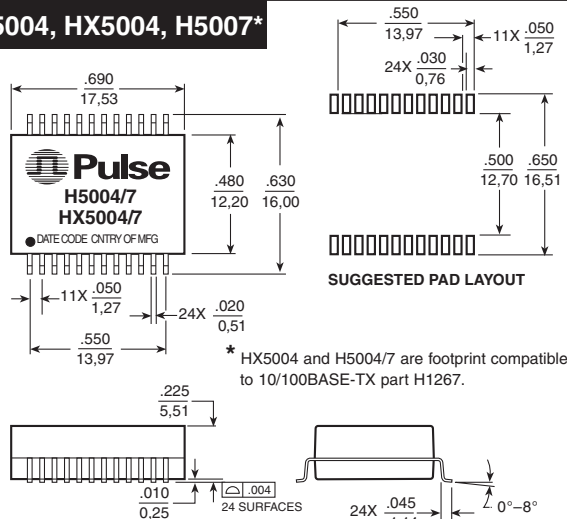 5004, HX5004, H5007*
.690
17,53
Pulse
H5004/7
HX5004/7
DATE CODE CNTRY OF MFG
.480
12,20
.630
16,00
11X .050
1,27
24X .020
0,51
.550
13,97
.550
13,97
11X .050
1,27
24X .030
0,76
.500
12,70
.650
16,51
SUGGESTED PAD LAYOUT
* HX5004 and H5004/7 are footprint compatible
to 10/100BASE-TX part H1267.
.225
5,51
.010
0,25
.004
24 SURFACES
24X .045
0°–8°